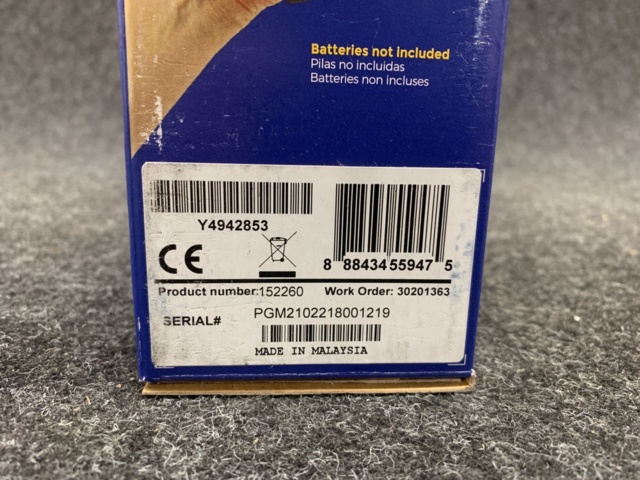 Batteries not included
Pilas no incluidas
Batteries non incluses
Y4942853
CE
8 88434 55947 5
Product number:152260 Work Order: 30201363
PGM2102218001219
SERIAL#
MADE IN MALAYSIA